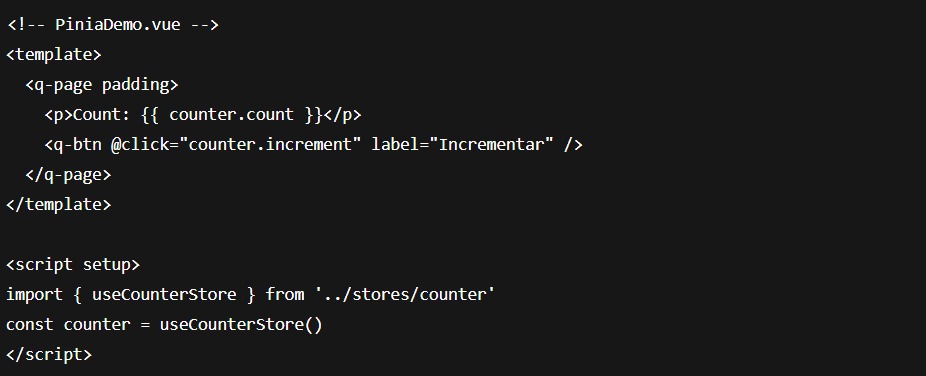 <!-- PiniaDemo.vue -->
<template>
  <q-page padding>
    <p>Count: {{ counter.count }}</p>
    <q-btn @click="counter.increment" label="Incrementar" />
  </q-page>
</template>

<script setup>
import { useCounterStore } from '../stores/counter'
const counter = useCounterStore()
</script>